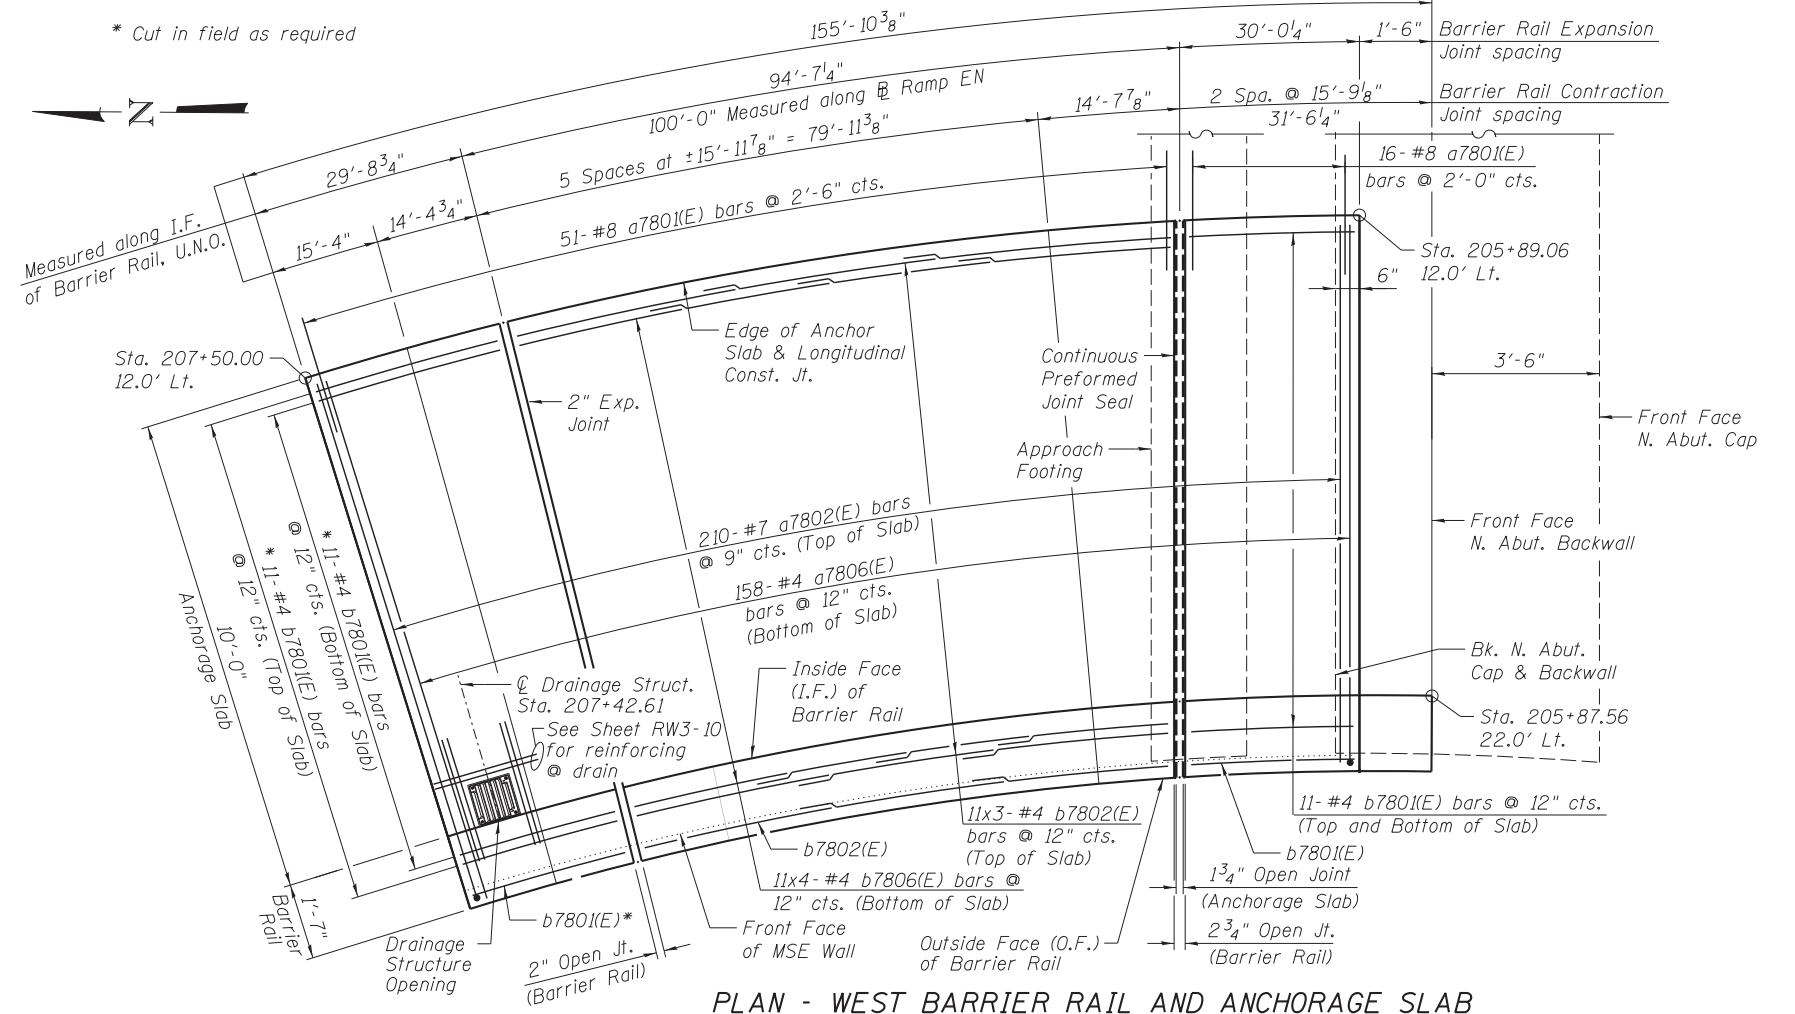 * Cut in field as required
N
155'-10 3/8"
30'-0 1/4"
1'-6"
Barrier Rail Expansion
Joint spacing
94'-7 1/4"
100'-0" Measured along ℄ Ramp EN
14'-7 7/8"
2 Spa. @ 15'-9 1/8"
31'-6 1/4"
Barrier Rail Contraction
Joint spacing
29'-8 3/4"
5 Spaces at ±15'-11 7/8" = 79'-11 3/8"
16-#8 a7801(E)
bars @ 2'-0" cts.
Measured along I.F.
of Barrier Rail, U.N.O.
15'-4"
14'-4 3/4"
51-#8 a7801(E) bars @ 2'-6" cts.
Sta. 205+89.06
12.0' Lt.
6"
Edge of Anchor
Slab & Longitudinal
Const. Jt.
Sta. 207+50.00
12.0' Lt.
Continuous
Preformed
Joint Seal
3'-6"
2" Exp.
Joint
Front Face
N. Abut. Cap
Approach
Footing
210-#7 a7802(E) bars
@ 9" cts. (Top of Slab)
Front Face
N. Abut. Backwall
158-#4 a7806(E)
bars @ 12" cts.
(Bottom of Slab)
* 11-#4 b7801(E) bars
@ 12" cts. (Bottom of Slab)
* 11-#4 b7801(E) bars
@ 12" cts. (Top of Slab)
10'-0"
Anchorage Slab
Inside Face
(I.F.) of
Barrier Rail
Bk. N. Abut.
Cap & Backwall
℄ Drainage Struct.
Sta. 207+42.61
See Sheet RW3-10
for reinforcing
@ drain
Sta. 205+87.56
22.0' Lt.
11x3-#4 b7802(E)
bars @ 12" cts.
(Top of Slab)
11-#4 b7801(E) bars @ 12" cts.
(Top and Bottom of Slab)
b7802(E)
b7801(E)
11x4-#4 b7806(E) bars @
12" cts. (Bottom of Slab)
1 3/4" Open Joint
(Anchorage Slab)
1'-7"
Barrier
Rail
b7801(E)*
Front Face
of MSE Wall
Outside Face (O.F.)
of Barrier Rail
2 3/4" Open Jt.
(Barrier Rail)
Drainage
Structure
Opening
2" Open Jt.
(Barrier Rail)
PLAN - WEST BARRIER RAIL AND ANCHORAGE SLAB